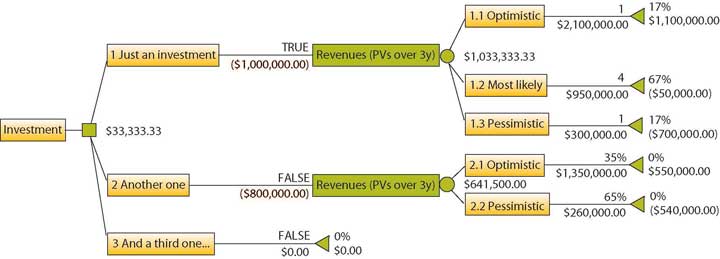 1.1 Optimistic
1
$2,100,000.00
17%
$1,100,000.00
1 Just an investment
TRUE
($1,000,000.00)
Revenues (PVs over 3y)
$1,033,333.33
1.2 Most likely
4
$950,000.00
67%
($50,000.00)
1.3 Pessimistic
1
$300,000.00
17%
($700,000.00)
Investment
$33,333.33
2 Another one
FALSE
($800,000.00)
Revenues (PVs over 3y)
$641,500.00
2.1 Optimistic
35%
$1,350,000.00
0%
$550,000.00
2.2 Pessimistic
65%
$260,000.00
0%
($540,000.00)
3 And a third one...
FALSE
$0.00
0%
$0.00